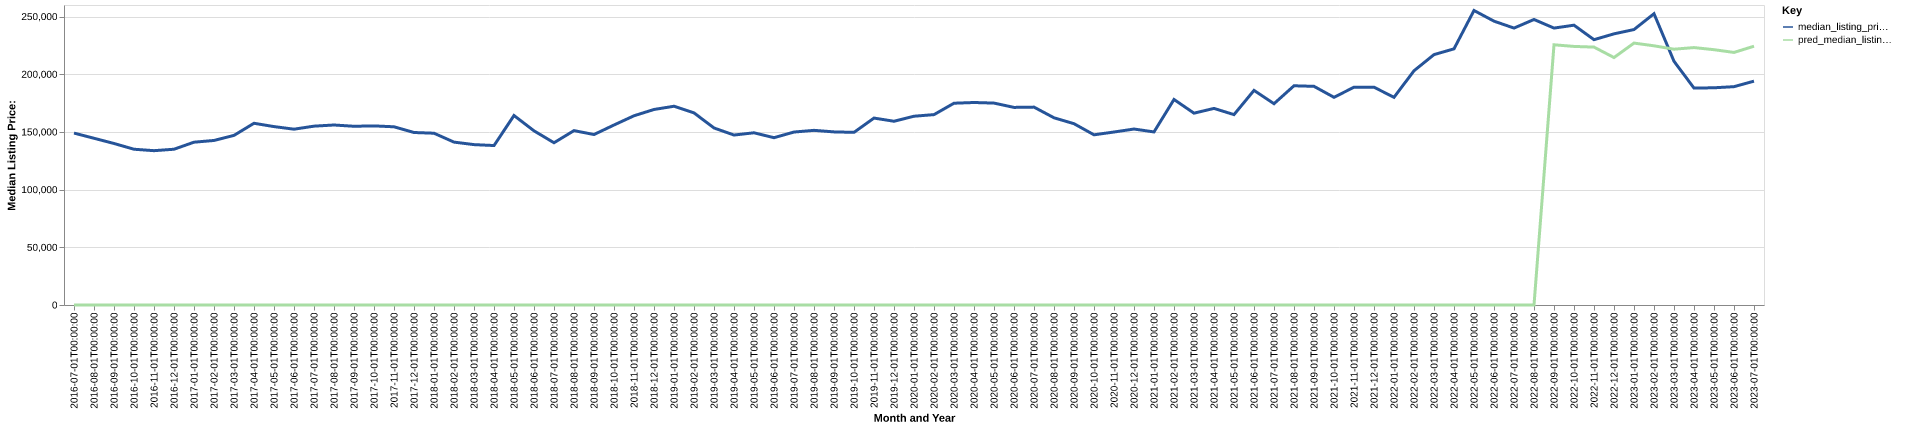 Median Listing Price:
250,000
200,000
150,000
100,000
50,000
0
2016-07-01T00:00:00
2016-08-01T00:00:00
2016-09-01T00:00:00
2016-10-01T00:00:00
2016-11-01T00:00:00
2016-12-01T00:00:00
2017-01-01T00:00:00
2017-02-01T00:00:00
2017-03-01T00:00:00
2017-04-01T00:00:00
2017-05-01T00:00:00
2017-06-01T00:00:00
2017-07-01T00:00:00
2017-08-01T00:00:00
2017-09-01T00:00:00
2017-10-01T00:00:00
2017-11-01T00:00:00
2017-12-01T00:00:00
2018-01-01T00:00:00
2018-02-01T00:00:00
2018-03-01T00:00:00
2018-04-01T00:00:00
2018-05-01T00:00:00
2018-06-01T00:00:00
2018-07-01T00:00:00
2018-08-01T00:00:00
2018-09-01T00:00:00
2018-10-01T00:00:00
2018-11-01T00:00:00
2018-12-01T00:00:00
2019-01-01T00:00:00
2019-02-01T00:00:00
2019-03-01T00:00:00
2019-04-01T00:00:00
2019-05-01T00:00:00
2019-06-01T00:00:00
2019-07-01T00:00:00
2019-08-01T00:00:00
2019-09-01T00:00:00
2019-10-01T00:00:00
2019-11-01T00:00:00
2019-12-01T00:00:00
2020-01-01T00:00:00
2020-02-01T00:00:00
2020-03-01T00:00:00
2020-04-01T00:00:00
2020-05-01T00:00:00
2020-06-01T00:00:00
2020-07-01T00:00:00
2020-08-01T00:00:00
2020-09-01T00:00:00
2020-10-01T00:00:00
2020-11-01T00:00:00
2020-12-01T00:00:00
2021-01-01T00:00:00
2021-02-01T00:00:00
2021-03-01T00:00:00
2021-04-01T00:00:00
2021-05-01T00:00:00
2021-06-01T00:00:00
2021-07-01T00:00:00
2021-08-01T00:00:00
2021-09-01T00:00:00
2021-10-01T00:00:00
2021-11-01T00:00:00
2021-12-01T00:00:00
2022-01-01T00:00:00
2022-02-01T00:00:00
2022-03-01T00:00:00
2022-04-01T00:00:00
2022-05-01T00:00:00
2022-06-01T00:00:00
2022-07-01T00:00:00
2022-08-01T00:00:00
2022-09-01T00:00:00
2022-10-01T00:00:00
2022-11-01T00:00:00
2022-12-01T00:00:00
2023-01-01T00:00:00
2023-02-01T00:00:00
2023-03-01T00:00:00
2023-04-01T00:00:00
2023-05-01T00:00:00
2023-06-01T00:00:00
2023-07-01T00:00:00
Month and Year
Key
median_listing_pri…
pred_median_listin…